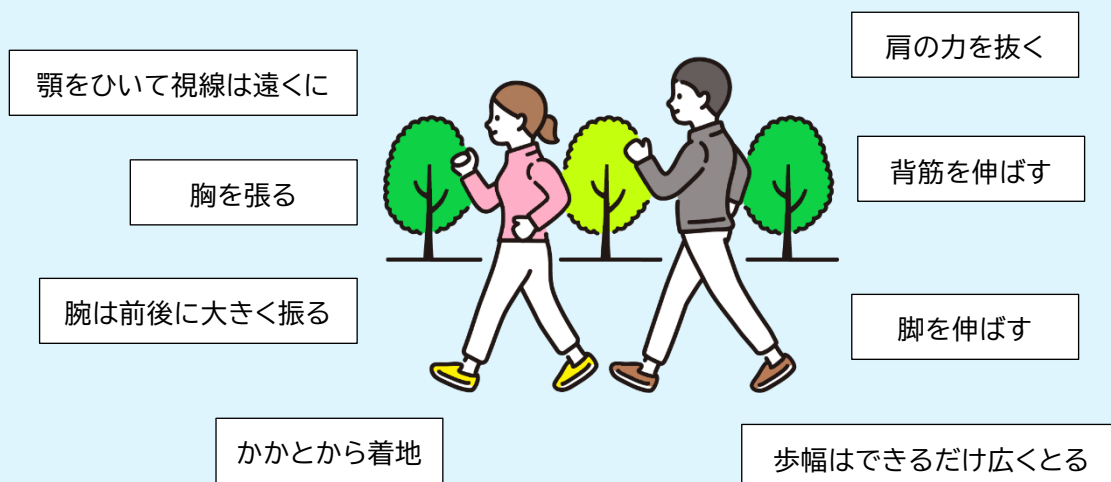 顎をひいて視線は遠くに
胸を張る
腕は前後に大きく振る
かかとから着地
肩の力を抜く
背筋を伸ばす
脚を伸ばす
歩幅はできるだけ広くとる